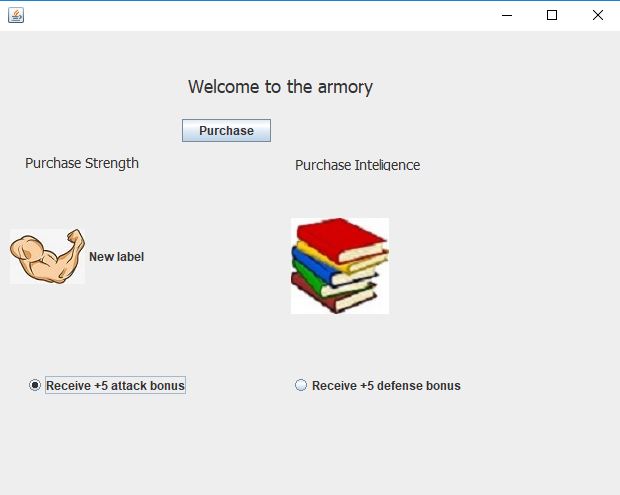 Welcome to the armory
Purchase
Purchase Strength
Purchase Inteligence
New label
Receive +5 attack bonus
Receive +5 defense bonus